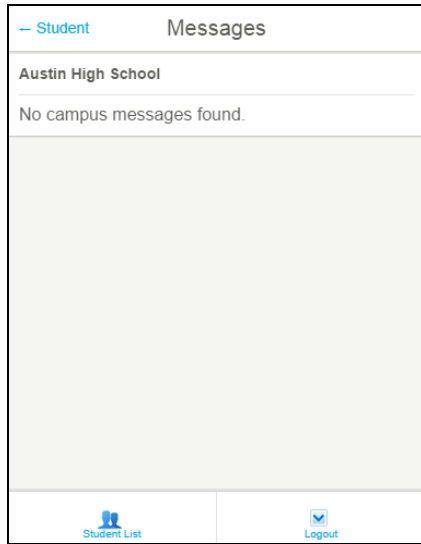 ← Student Messages
Austin High School
No campus messages found.
Student List Logout